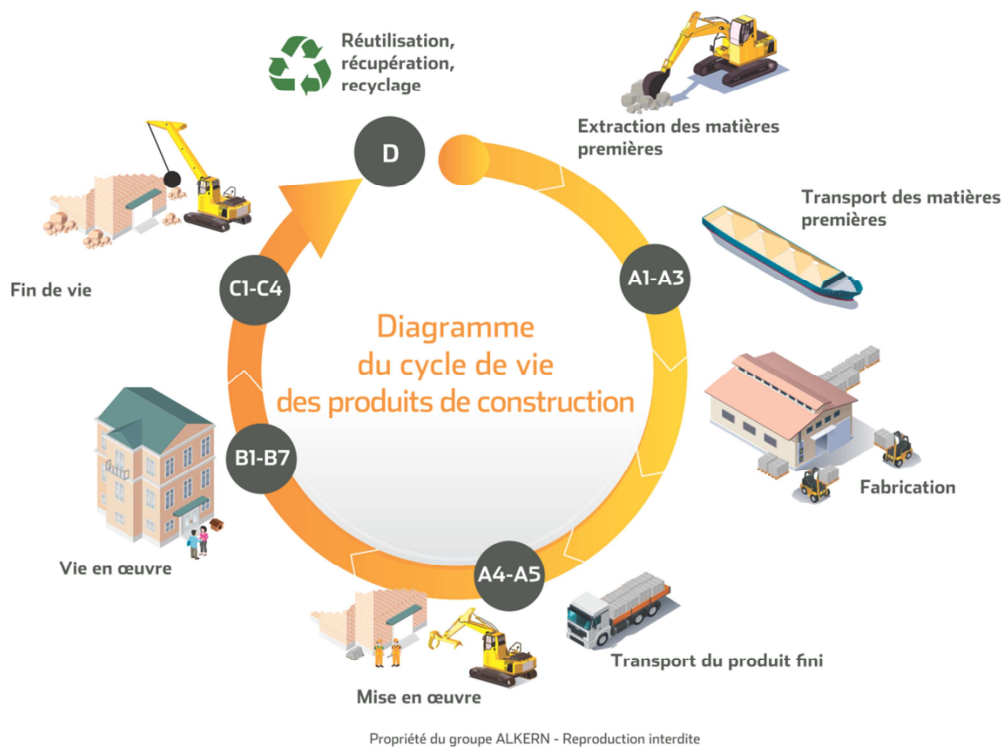 Réutilisation,
récupération,
recyclage
D
Extraction des matières
premières
Transport des matières
premières
A1-A3
C1-C4
Fin de vie
Diagramme
du cycle de vie
des produits de construction
B1-B7
Fabrication
Vie en œuvre
A4-A5
Transport du produit fini
Mise en œuvre
Propriété du groupe ALKERN - Reproduction interdite